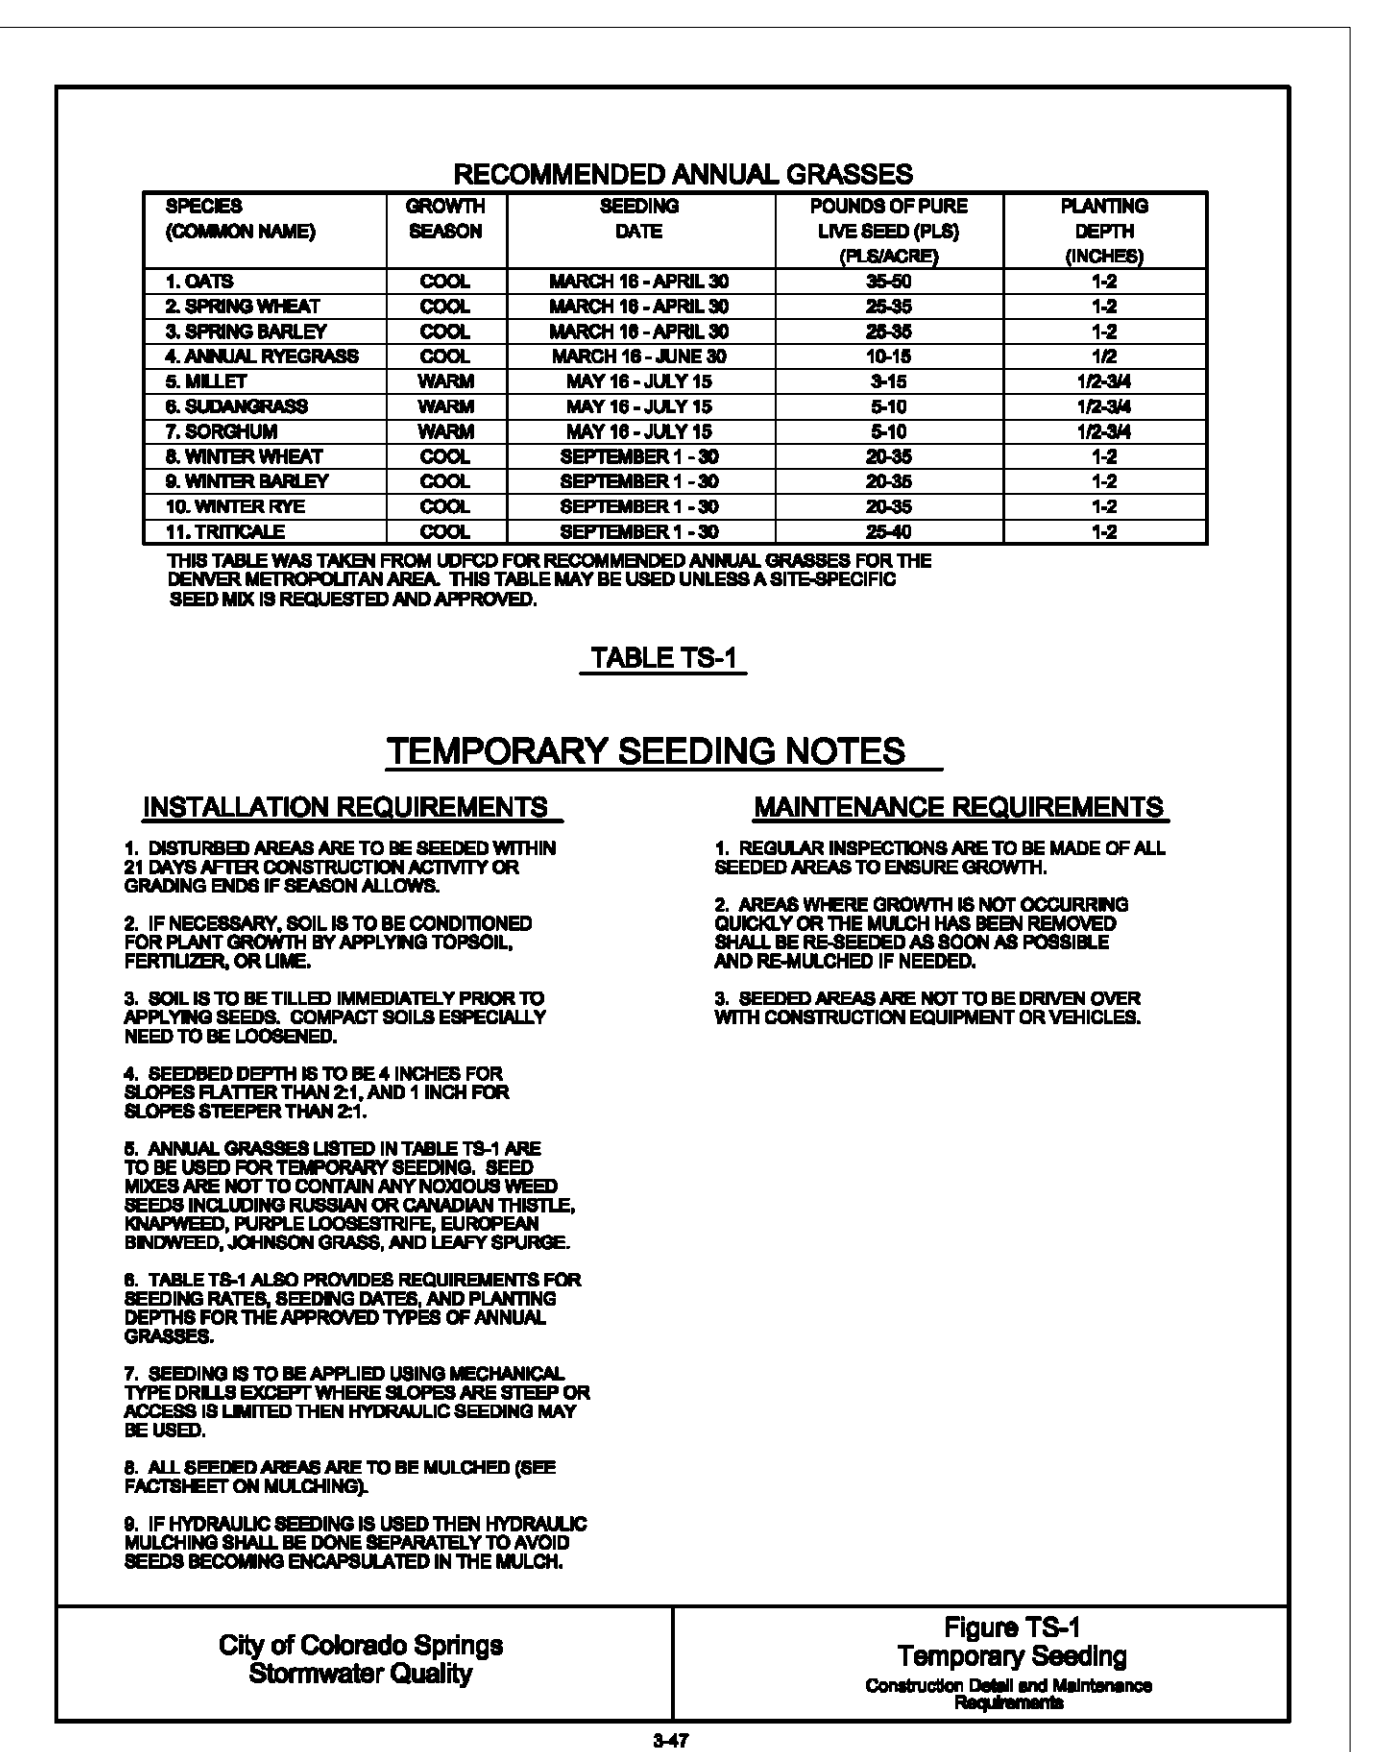 RECOMMENDED ANNUAL GRASSES
SPECIES (COMMON NAME) GROWTH SEASON SEEDING DATE POUNDS OF PURE LIVE SEED (PLS) (PLS/ACRE) PLANTING DEPTH (INCHES)
1. OATS COOL MARCH 16 - APRIL 30 35-50 1-2
2. SPRING WHEAT COOL MARCH 16 - APRIL 30 25-35 1-2
3. SPRING BARLEY COOL MARCH 16 - APRIL 30 25-35 1-2
4. ANNUAL RYEGRASS COOL MARCH 16 - JUNE 30 10-15 1/2
5. MILLET WARM MAY 16 - JULY 15 3-15 1/2-3/4
6. SUDANGRASS WARM MAY 16 - JULY 15 5-10 1/2-3/4
7. SORGHUM WARM MAY 16 - JULY 15 5-10 1/2-3/4
8. WINTER WHEAT COOL SEPTEMBER 1 - 30 20-35 1-2
9. WINTER BARLEY COOL SEPTEMBER 1 - 30 20-35 1-2
10. WINTER RYE COOL SEPTEMBER 1 - 30 20-35 1-2
11. TRITICALE COOL SEPTEMBER 1 - 30 25-40 1-2
THIS TABLE WAS TAKEN FROM UDFCD FOR RECOMMENDED ANNUAL GRASSES FOR THE
DENVER METROPOLITAN AREA. THIS TABLE MAY BE USED UNLESS A SITE-SPECIFIC
SEED MIX IS REQUESTED AND APPROVED.
TABLE TS-1
TEMPORARY SEEDING NOTES
INSTALLATION REQUIREMENTS
1. DISTURBED AREAS ARE TO BE SEEDED WITHIN
21 DAYS AFTER CONSTRUCTION ACTIVITY OR
GRADING ENDS IF SEASON ALLOWS.
2. IF NECESSARY, SOIL IS TO BE CONDITIONED
FOR PLANT GROWTH BY APPLYING TOPSOIL,
FERTILIZER, OR LIME.
3. SOIL IS TO BE TILLED IMMEDIATELY PRIOR TO
APPLYING SEEDS. COMPACT SOILS ESPECIALLY
NEED TO BE LOOSENED.
4. SEEDBED DEPTH IS TO BE 4 INCHES FOR
SLOPES FLATTER THAN 2:1, AND 1 INCH FOR
SLOPES STEEPER THAN 2:1.
5. ANNUAL GRASSES LISTED IN TABLE TS-1 ARE
TO BE USED FOR TEMPORARY SEEDING. SEED
MIXES ARE NOT TO CONTAIN ANY NOXIOUS WEED
SEEDS INCLUDING RUSSIAN OR CANADIAN THISTLE,
KNAPWEED, PURPLE LOOSESTRIFE, EUROPEAN
BINDWEED, JOHNSON GRASS, AND LEAFY SPURGE.
6. TABLE TS-1 ALSO PROVIDES REQUIREMENTS FOR
SEEDING RATES, SEEDING DATES, AND PLANTING
DEPTHS FOR THE APPROVED TYPES OF ANNUAL
GRASSES.
7. SEEDING IS TO BE APPLIED USING MECHANICAL
TYPE DRILLS EXCEPT WHERE SLOPES ARE STEEP OR
ACCESS IS LIMITED THEN HYDRAULIC SEEDING MAY
BE USED.
8. ALL SEEDED AREAS ARE TO BE MULCHED (SEE
FACTSHEET ON MULCHING).
9. IF HYDRAULIC SEEDING IS USED THEN HYDRAULIC
MULCHING SHALL BE DONE SEPARATELY TO AVOID
SEEDS BECOMING ENCAPSULATED IN THE MULCH.
MAINTENANCE REQUIREMENTS
1. REGULAR INSPECTIONS ARE TO BE MADE OF ALL
SEEDED AREAS TO ENSURE GROWTH.
2. AREAS WHERE GROWTH IS NOT OCCURRING
QUICKLY OR THE MULCH HAS BEEN REMOVED
SHALL BE RE-SEEDED AS SOON AS POSSIBLE
AND RE-MULCHED IF NEEDED.
3. SEEDED AREAS ARE NOT TO BE DRIVEN OVER
WITH CONSTRUCTION EQUIPMENT OR VEHICLES.
City of Colorado Springs
Stormwater Quality
Figure TS-1
Temporary Seeding
Construction Detail and Maintenance
Requirements
3-47